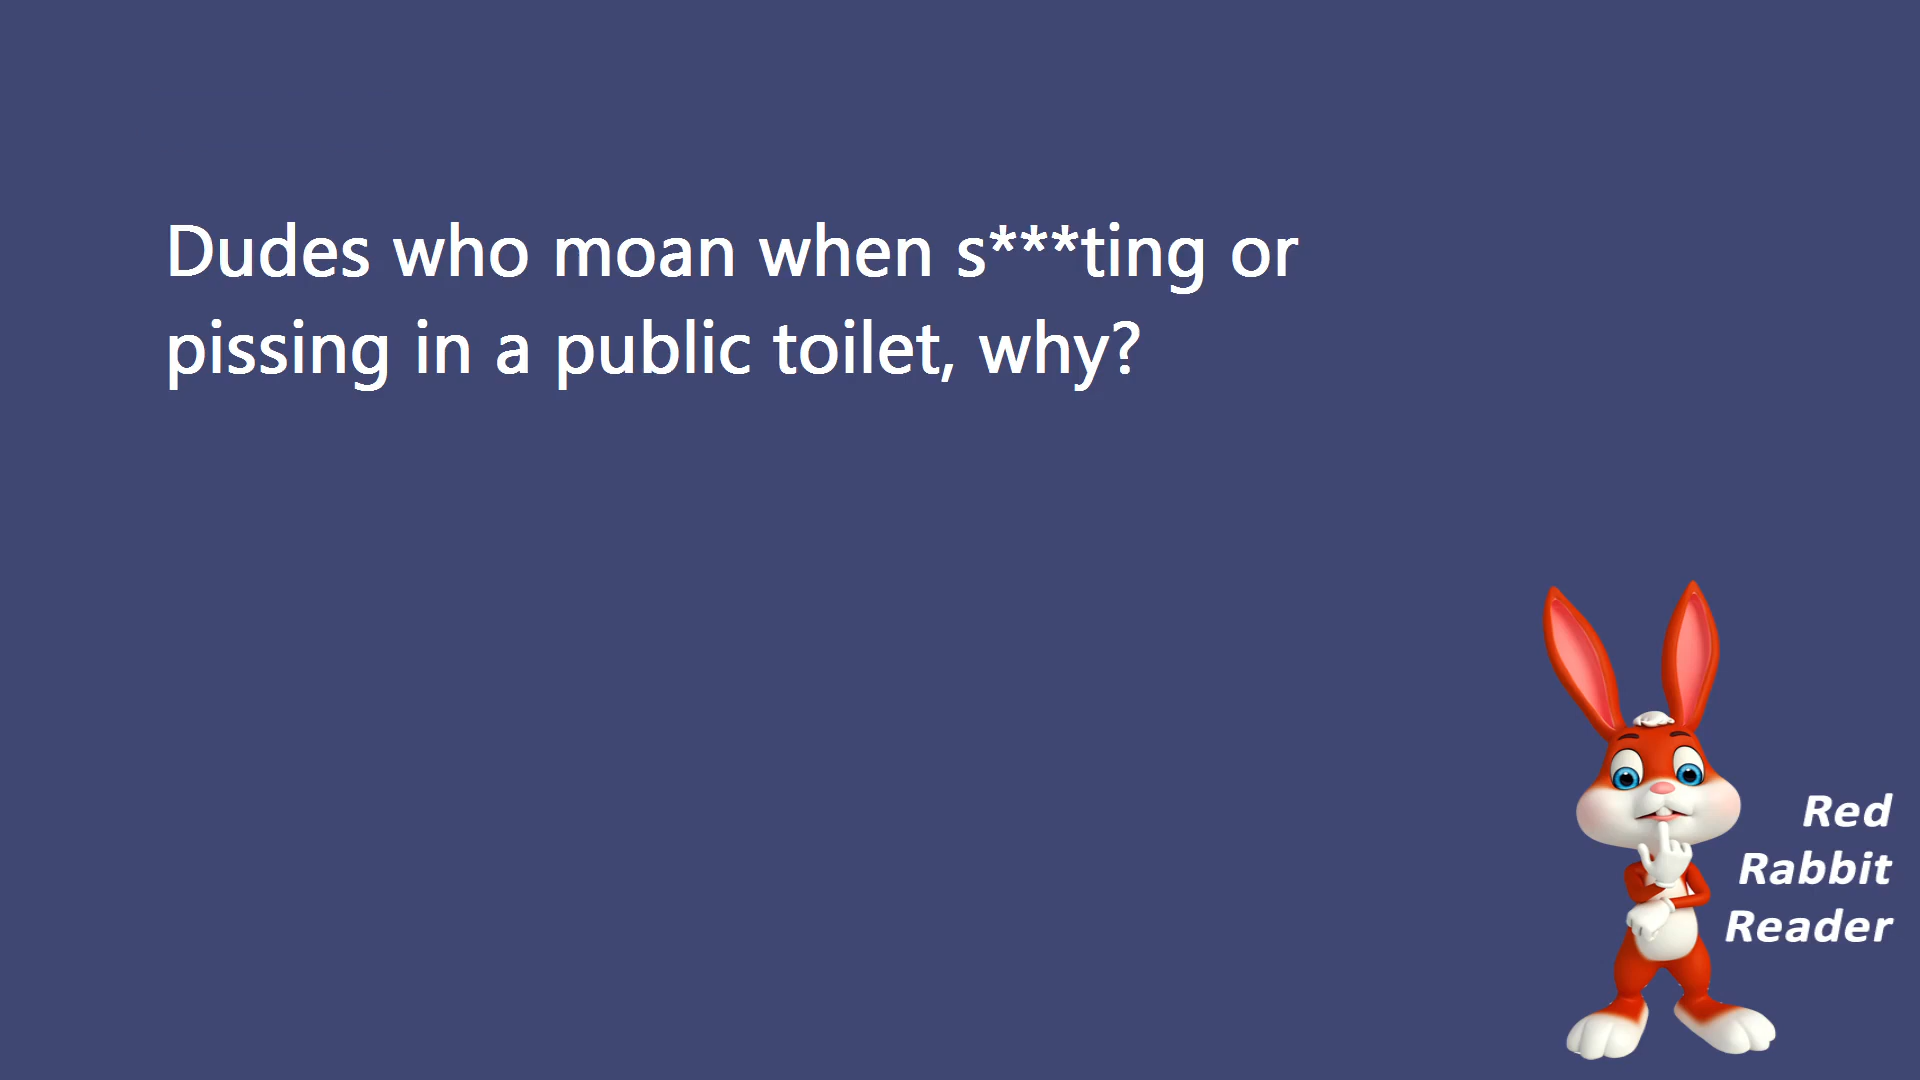 Dudes who moan when s***ting or
pissing in a public toilet, why?
Red
Rabbit
Reader